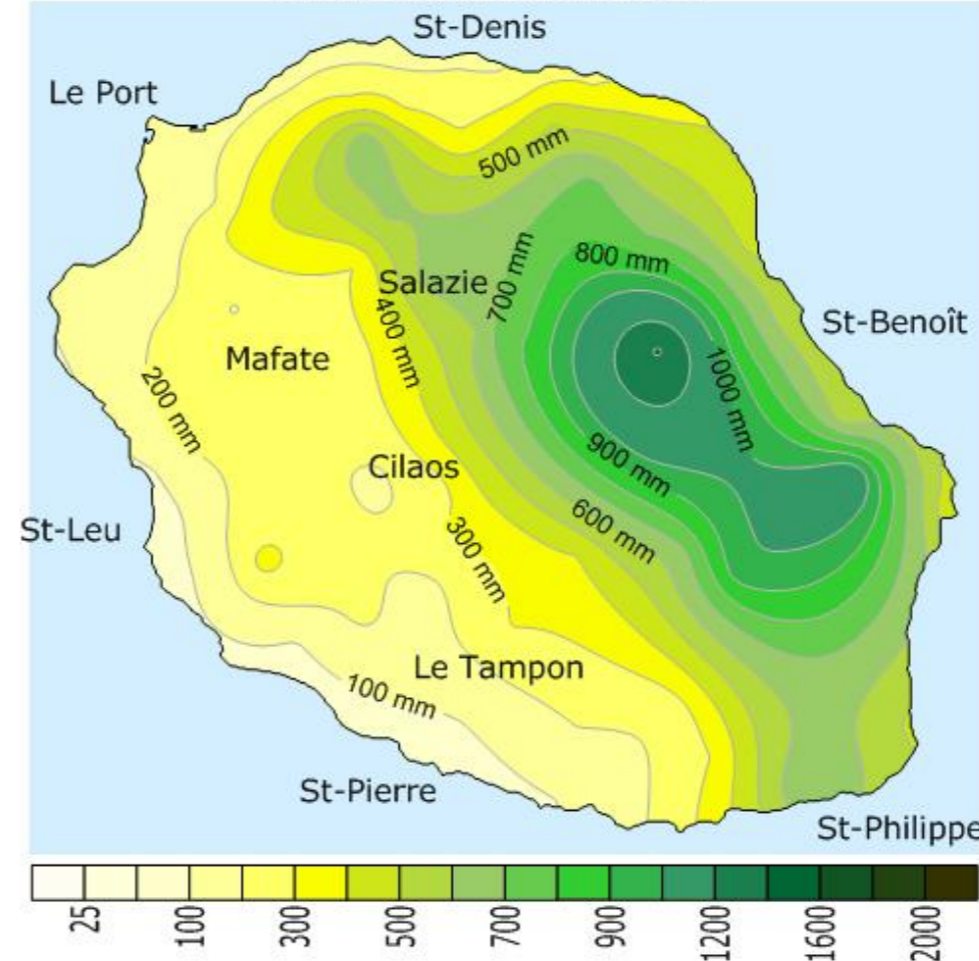 St-Denis
Le Port
500 mm
800 mm
700 mm
Salazie
400 mm
St-Benoît
Mafate
1000 mm
200 mm
Cilaos
900 mm
600 mm
St-Leu
300 mm
Le Tampon
100 mm
St-Pierre
St-Philippe
25 100 300 500 700 900 1200 1600 2000